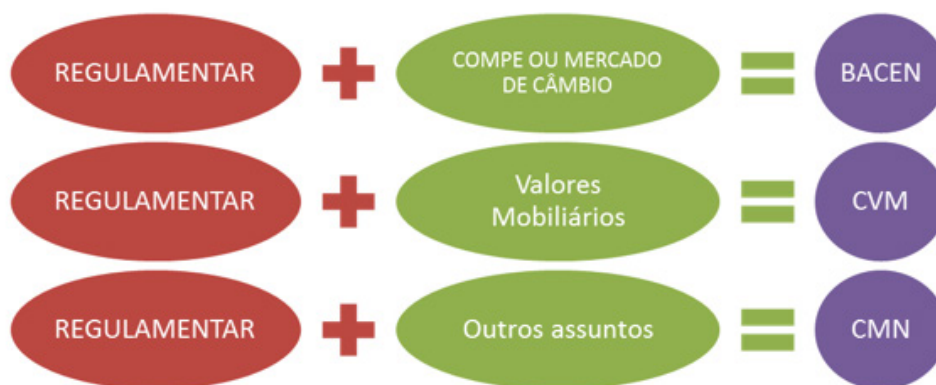 REGULAMENTAR
COMPE OU MERCADO
DE CÂMBIO
BACEN
REGULAMENTAR
Valores
Mobiliários
CVM
REGULAMENTAR
Outros assuntos
CMN